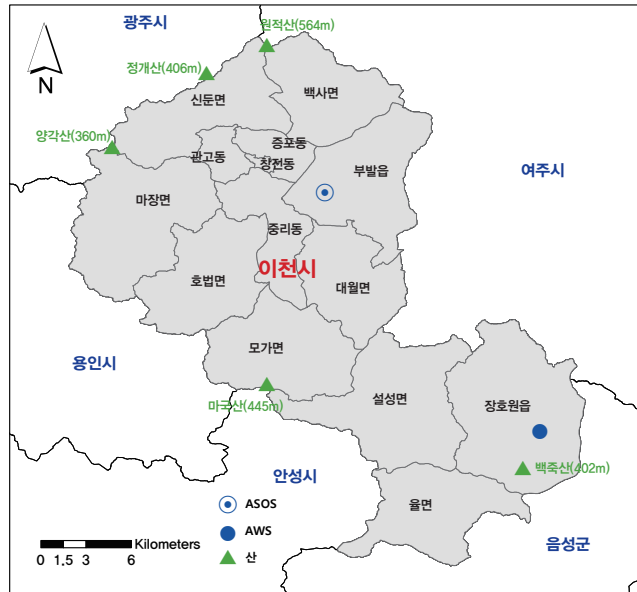 광주시
원적산(564m)
정개산(406m)
N
신둔면
백사면
양각산(360m)
관고동
증포동
창전동
부발읍
여주시
마장면
중리동
이천시
호법면
대월면
용인시
모가면
마국산(445m)
설성면
장호원읍
백죽산(402m)
안성시
율면
음성군
ASOS
AWS
산
Kilometers
0 1.5 3 6